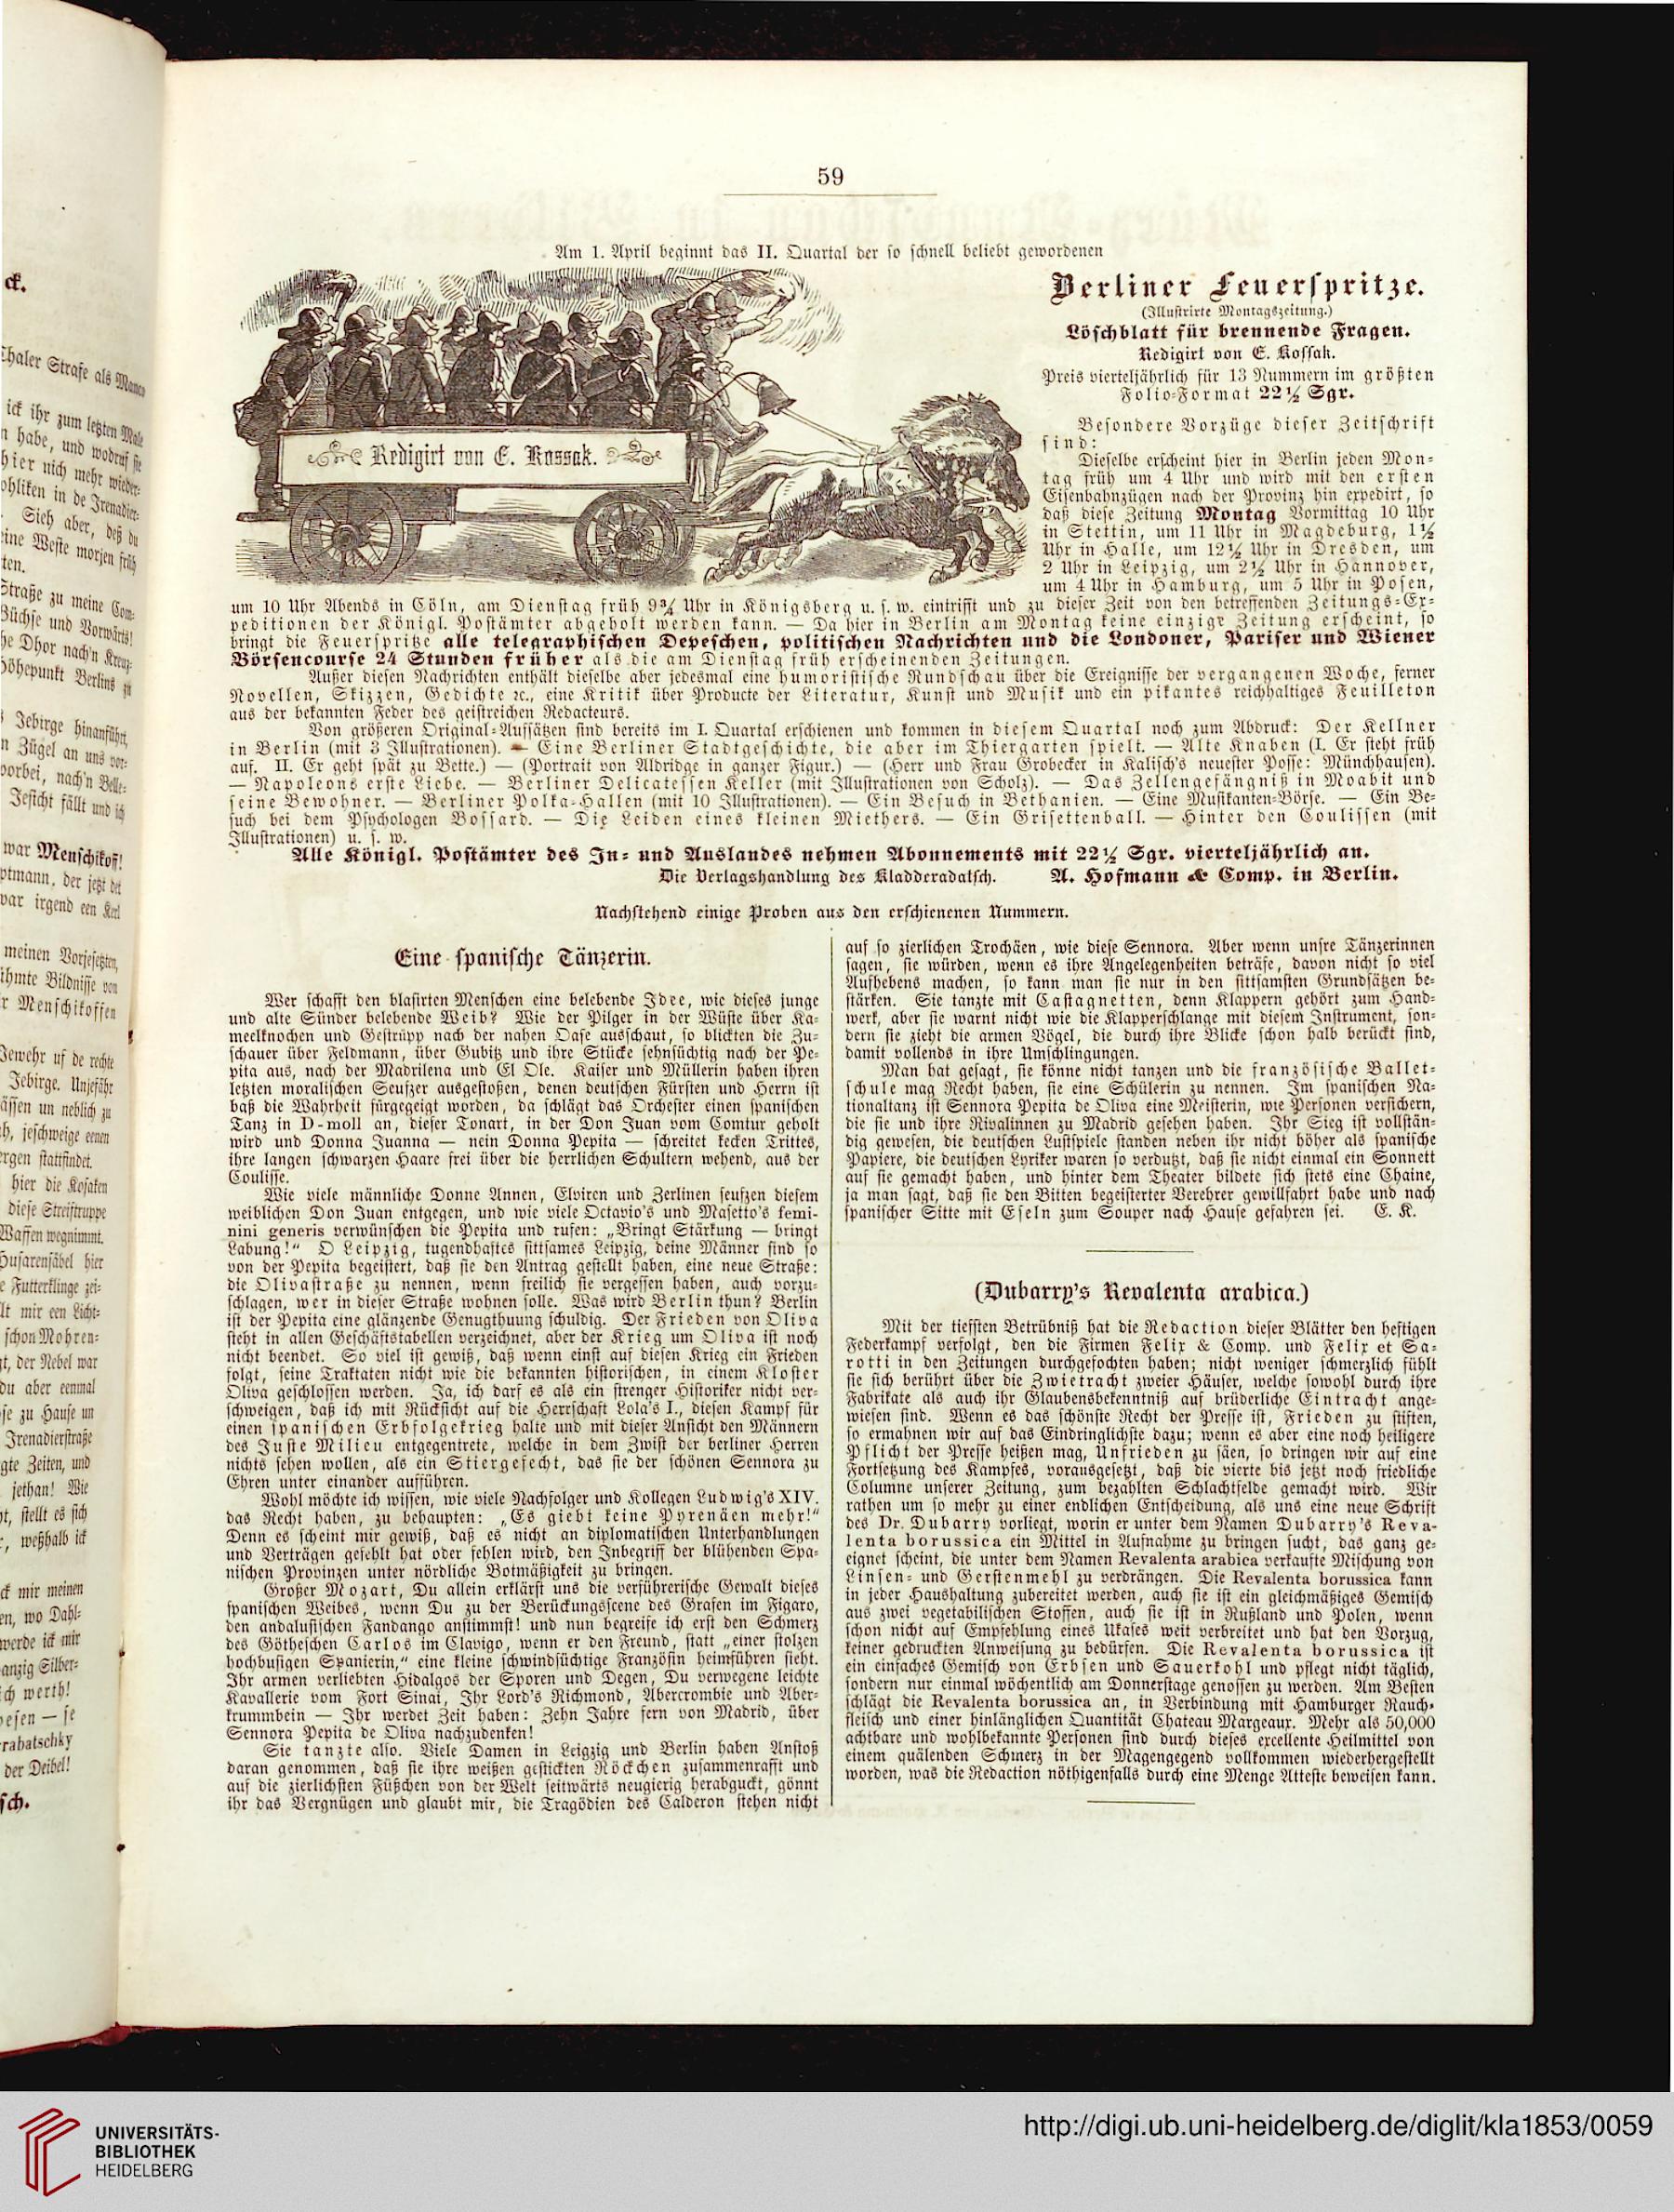 59
Am 1. April beginnt das II. Quartal der so schnell beliebt gewordenen
Berliner Feuerspritze.
(Illustrirte Montagszeitung.)
Löschblatt für brennende Fragen.
Redigirt von E. Kossak.
Preis vierteljährlich für 13 Nummern im größten
Folio-Format 22½ Sgr.
Redigirt von E. Kossak.
Besondere Vorzüge dieser Zeitschrift
sind:
Dieselbe erscheint hier in Berlin jeden Mon-
tag früh um 4 Uhr und wird mit den ersten
Eisenbahnzügen nach der Provinz hin expedirt, so
daß diese Zeitung Montag Vormittag 10 Uhr
in Stettin, um 11 Uhr in Magdeburg, 1½
Uhr in Halle, um 12¼ Uhr in Dresden, um
2 Uhr in Leipzig, um 2½ Uhr in Hannover,
um 4 Uhr in Hamburg, um 5 Uhr in Posen,
um 10 Uhr Abends in Cöln, am Dienstag früh 9¾ Uhr in Königsberg u. s. w. eintrifft und zu dieser Zeit von den betreffenden Zeitungs-Ex-
peditionen der Königl. Postämter abgeholt werden kann. — Da hier in Berlin am Montag keine einzige Zeitung erscheint, so
bringt die Feuerspritze alle telegraphischen Depeschen, politischen Nachrichten und die Londoner, Pariser und Wiener
Börsencourse 24 Stunden früher als die am Dienstag früh erscheinenden Zeitungen.
Außer diesen Nachrichten enthält dieselbe aber jedesmal eine humoristische Rundschau über die Ereignisse der vergangenen Woche, ferner
Novellen, Skizzen, Gedichte ꝛc., eine Kritik über Producte der Literatur, Kunst und Musik und ein pikantes reichhaltiges Feuilleton
aus der bekannten Feder des geistreichen Redacteurs.
Von größeren Original-Aufsätzen sind bereits im I. Quartal erschienen und kommen in diesem Quartal noch zum Abdruck: Der Kellner
in Berlin (mit 3 Illustrationen). — Eine Berliner Stadtgeschichte, die aber im Thiergarten spielt. — Alte Knaben (I. Er steht früh
auf. II. Er geht spät zu Bette.) — (Portrait von Aldridge in ganzer Figur.) — (Herr und Frau Grobecker in Kalisch's neuester Posse: Münchhausen).
— Napoleons erste Liebe. — Berliner Delicatessen Keller (mit Illustrationen von Scholz). — Das Zellengefängniß in Moabit und
seine Bewohner. — Berliner Polka-Hallen (mit 10 Illustrationen). — Ein Besuch in Bethanien. — Eine Musikanten-Börse. — Ein Be-
such bei dem Psychologen Bossard. — Die Leiden eines kleinen Miethers. — Ein Grisettenball. — Hinter den Coulissen (mit
Illustrationen) u. s. w.
Alle Königl. Postämter des In- und Auslandes nehmen Abonnements mit 22½ Sgr. vierteljährlich an.
Die Verlagshandlung des Kladderadatsch. A. Hofmann & Comp. in Berlin.
Nachstehend einige Proben aus den erschienenen Nummern.
Eine spanische Tänzerin.
Wer schafft den blasirten Menschen eine belebende Idee, wie dieses junge
und alte Sünder belebende Weib? Wie der Pilger in der Wüste über Ka-
meelknochen und Gestrüpp nach der nahen Oase ausschaut, so blickten die Zu-
schauer über Feldmann, über Gubitz und ihre Stücke sehnsüchtig nach der Pe-
pita aus, nach der Madrilena und El Ole. Kaiser und Müllerin haben ihren
letzten moralischen Seufzer ausgestoßen, denen deutschen Fürsten und Herrn ist
baß die Wahrheit fürgegeigt worden, da schlägt das Orchester einen spanischen
Tanz in D-moll an, dieser Tonart, in der Don Juan vom Comtur geholt
wird und Donna Juanna — nein Donna Pepita — schreitet kecken Trittes,
ihre langen schwarzen Haare frei über die herrlichen Schultern wehend, aus der
Coulisse.
Wie viele männliche Donne Annen, Elviren und Zerlinen seufzen diesem
weiblichen Don Juan entgegen, und wie viele Octavio's und Masetto's femi-
nini generis verwünschen die Pepita und rufen: „Bringt Stärkung — bringt
Labung!“ O Leipzig, tugendhaftes sittsames Leipzig, deine Männer sind so
von der Pepita begeistert, daß sie den Antrag gestellt haben, eine neue Straße:
die Olivastraße zu nennen, wenn freilich sie vergessen haben, auch vorzu-
schlagen, wer in dieser Straße wohnen solle. Was wird Berlin thun? Berlin
ist der Pepita eine glänzende Genugthuung schuldig. Der Frieden von Oliva
steht in allen Geschäftstabellen verzeichnet, aber der Krieg um Oliva ist noch
nicht beendet. So viel ist gewiß, daß wenn einst auf diesen Krieg ein Frieden
folgt, seine Traktaten nicht wie die bekannten historischen, in einem Kloster
Oliva geschlossen werden. Ja, ich darf es als ein strenger Historiker nicht ver-
schweigen, daß ich mit Rücksicht auf die Herrschaft Lola's I., diesen Kampf für
einen spanischen Erbfolgekrieg halte und mit dieser Ansicht den Männern
des Juste Milieu entgegentrete, welche in dem Zwist der berliner Herren
nichts sehen wollen, als ein Stiergefecht, das sie der schönen Sennora zu
Ehren unter einander aufführen.
Wohl möchte ich wissen, wie viele Nachfolger und Kollegen Ludwig's XIV.
das Recht haben, zu behaupten: „Es giebt keine Pyrenäen mehr!“
Denn es scheint mir gewiß, daß es nicht an diplomatischen Unterhandlungen
und Verträgen gefehlt hat oder fehlen wird, den Inbegriff der blühenden Spa-
nischen Provinzen unter nördliche Botmäßigkeit zu bringen.
Großer Mozart, Du allein erklärst uns die verführerische Gewalt dieses
spanischen Weibes, wenn Du zu der Berückungsscene des Grafen im Figaro,
den andalusischen Fandango anstimmst! und nun begreife ich erst den Schmerz
des Götheschen Carlos im Clavigo, wenn er den Freund, statt „einer stolzen
hochbusigen Spanierin,“ eine kleine schwindsüchtige Französin heimführen sieht.
Ihr armen verliebten Hidalgos der Sporen und Degen, Du verwegene leichte
Kavallerie vom Fort Sinai, Ihr Lord's Richmond, Abercrombie und Aber-
krummbein — Ihr werdet Zeit haben: Zehn Jahre fern von Madrid, über
Sennora Pepita de Oliva nachzudenken!
Sie tanzte also. Viele Damen in Leigzig und Berlin haben Anstoß
daran genommen, daß sie ihre weißen gestickten Röckchen zusammenrafft und
auf die zierlichsten Füßchen von der Welt seitwärts neugierig herabguckt, gönnt
ihr das Vergnügen und glaubt mir, die Tragödien des Calderon stehen nicht
auf so zierlichen Trochäen, wie diese Sennora. Aber wenn unsre Tänzerinnen
sagen, sie würden, wenn es ihre Angelegenheiten beträfe, davon nicht so viel
Aufhebens machen, so kann man sie nur in den sittsamsten Grundsätzen be-
stärken. Sie tanzte mit Castagnetten, denn Klappern gehört zum Hand-
werk, aber sie warnt nicht wie die Klapperschlange mit diesem Instrument, son-
dern sie zieht die armen Vögel, die durch ihre Blicke schon halb berückt sind,
damit vollends in ihre Umschlingungen.
Man hat gesagt, sie könne nicht tanzen und die französische Ballet-
schule mag Recht haben, sie eine Schülerin zu nennen. Im spanischen Na-
tionaltanz ist Sennora Pepita de Oliva eine Meisterin, wie Personen versichern,
die sie und ihre Rivalinnen zu Madrid gesehen haben. Ihr Sieg ist vollstän-
dig gewesen, die deutschen Lustspiele standen neben ihr nicht höher als spanische
Papiere, die deutschen Lyriker waren so verdutzt, daß sie nicht einmal ein Sonnett
auf sie gemacht haben, und hinter dem Theater bildete sich stets eine Chaine,
ja man sagt, daß sie den Bitten begeisterter Verehrer gewillfahrt habe und nach
spanischer Sitte mit Eseln zum Souper nach Hause gefahren sei. E. K.
(Dubarry's Revalenta arabica.)
Mit der tiefsten Betrübniß hat die Redaction dieser Blätter den heftigen
Federkampf verfolgt, den die Firmen Felix & Comp. und Felix et Sa-
rotti in den Zeitungen durchgefochten haben; nicht weniger schmerzlich fühlt
sie sich berührt über die Zwietracht zweier Häuser, welche sowohl durch ihre
Fabrikate als auch ihr Glaubensbekenntniß auf brüderliche Eintracht ange-
wiesen sind. Wenn es das schönste Recht der Presse ist, Frieden zu stiften,
so ermahnen wir auf das Eindringlichste dazu; wenn es aber eine noch heiligere
Pflicht der Presse heißen mag, Unfrieden zu säen, so dringen wir auf eine
Fortsetzung des Kampfes, vorausgesetzt, daß die vierte bis jetzt noch friedliche
Columne unserer Zeitung, zum bezahlten Schlachtfelde gemacht wird. Wir
rathen um so mehr zu einer endlichen Entscheidung, als uns eine neue Schrift
des Dr. Dubarry vorliegt, worin er unter dem Namen Dubarry's Reva-
lenta borussica ein Mittel in Aufnahme zu bringen sucht, das ganz ge-
eignet scheint, die unter dem Namen Revalenta arabica verkaufte Mischung von
Linsen- und Gerstenmehl zu verdrängen. Die Revalenta borussica kann
in jeder Haushaltung zubereitet werden, auch sie ist ein gleichmäßiges Gemisch
aus zwei vegetabilischen Stoffen, auch sie ist in Rußland und Polen, wenn
schon nicht auf Empfehlung eines Ukases weit verbreitet und hat den Vorzug,
keiner gedruckten Anweisung zu bedürfen. Die Revalenta borussica ist
ein einfaches Gemisch von Erbsen und Sauerkohl und pflegt nicht täglich,
sondern nur einmal wöchentlich am Donnerstage genossen zu werden. Am Besten
schlägt die Revalenta borussica an, in Verbindung mit Hamburger Rauch-
fleisch und einer hinlänglichen Quantität Chateau Margeaux. Mehr als 50,000
achtbare und wohlbekannte Personen sind durch dieses excellente Heilmittel von
einem quälenden Schmerz in der Magengegend vollkommen wiederhergestellt
worden, was die Redaction nöthigenfalls durch eine Menge Atteste beweisen kann.
UNIVERSITÄTS-
BIBLIOTHEK
HEIDELBERG
http://digi.ub.uni-heidelberg.de/diglit/kla1853/0059